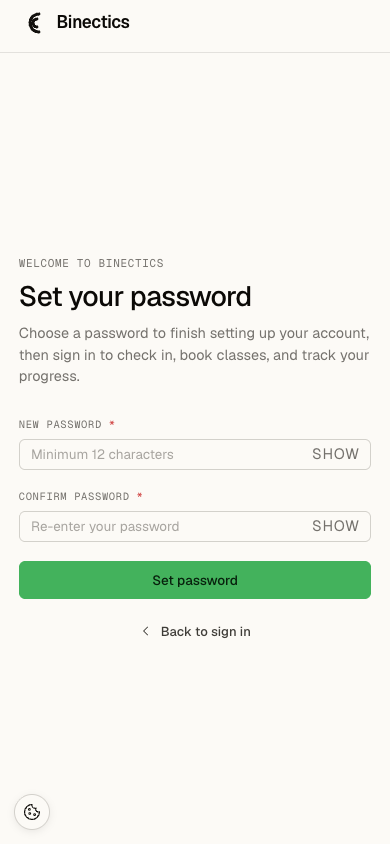 Binectics
WELCOME TO BINECTICS
Set your password
Choose a password to finish setting up your account,
then sign in to check in, book classes, and track your
progress.
NEW PASSWORD *
Minimum 12 characters SHOW
CONFIRM PASSWORD *
Re-enter your password SHOW
Set password
Back to sign in